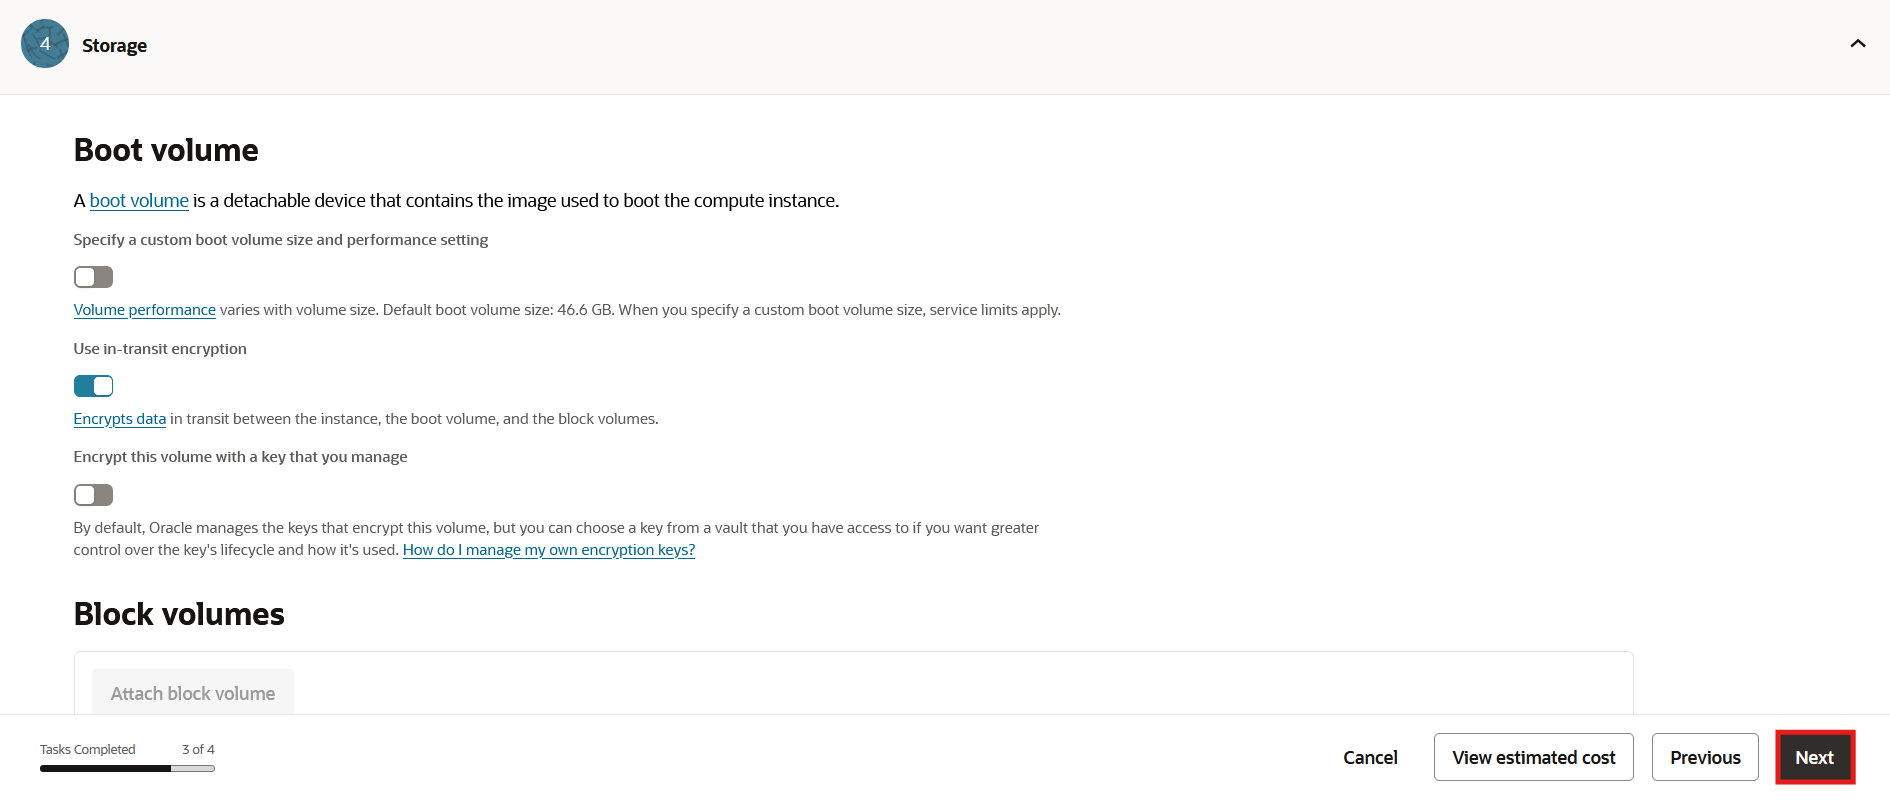 4
Storage
Boot volume
A boot volume is a detachable device that contains the image used to boot the compute instance.
Specify a custom boot volume size and performance setting
Volume performance varies with volume size. Default boot volume size: 46.6 GB. When you specify a custom boot volume size, service limits apply.
Use in-transit encryption
Encrypts data in transit between the instance, the boot volume, and the block volumes.
Encrypt this volume with a key that you manage
By default, Oracle manages the keys that encrypt this volume, but you can choose a key from a vault that you have access to if you want greater
control over the key's lifecycle and how it's used. How do I manage my own encryption keys?
Block volumes
Attach block volume
Tasks Completed 3 of 4
Cancel View estimated cost Previous Next